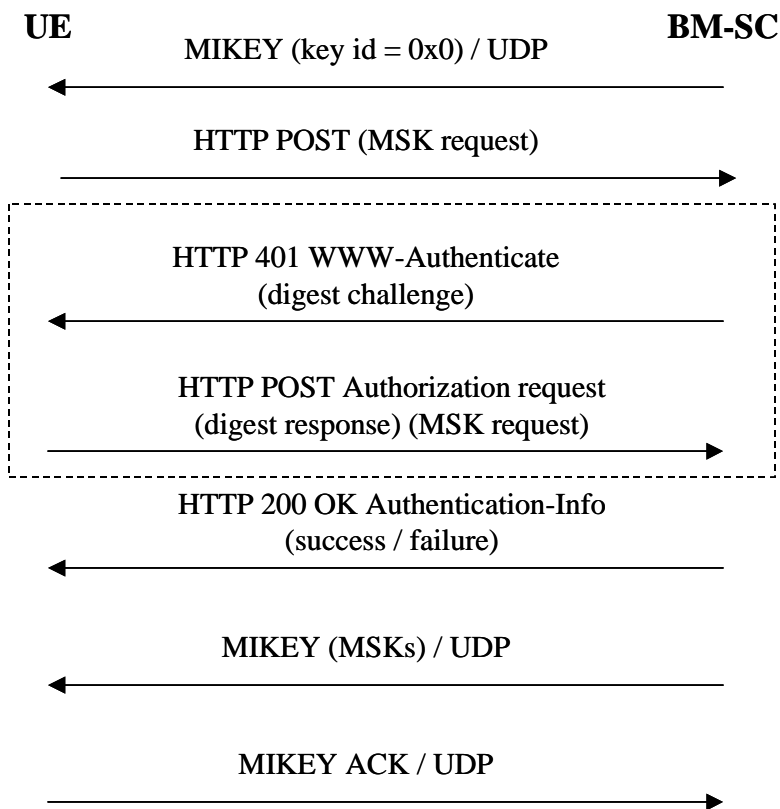 UE
BM-SC
MIKEY (key id = 0x0) / UDP
HTTP POST (MSK request)
HTTP 401 WWW-Authenticate
(digest challenge)
HTTP POST Authorization request
(digest response) (MSK request)
HTTP 200 OK Authentication-Info
(success / failure)
MIKEY (MSKs) / UDP
MIKEY ACK / UDP